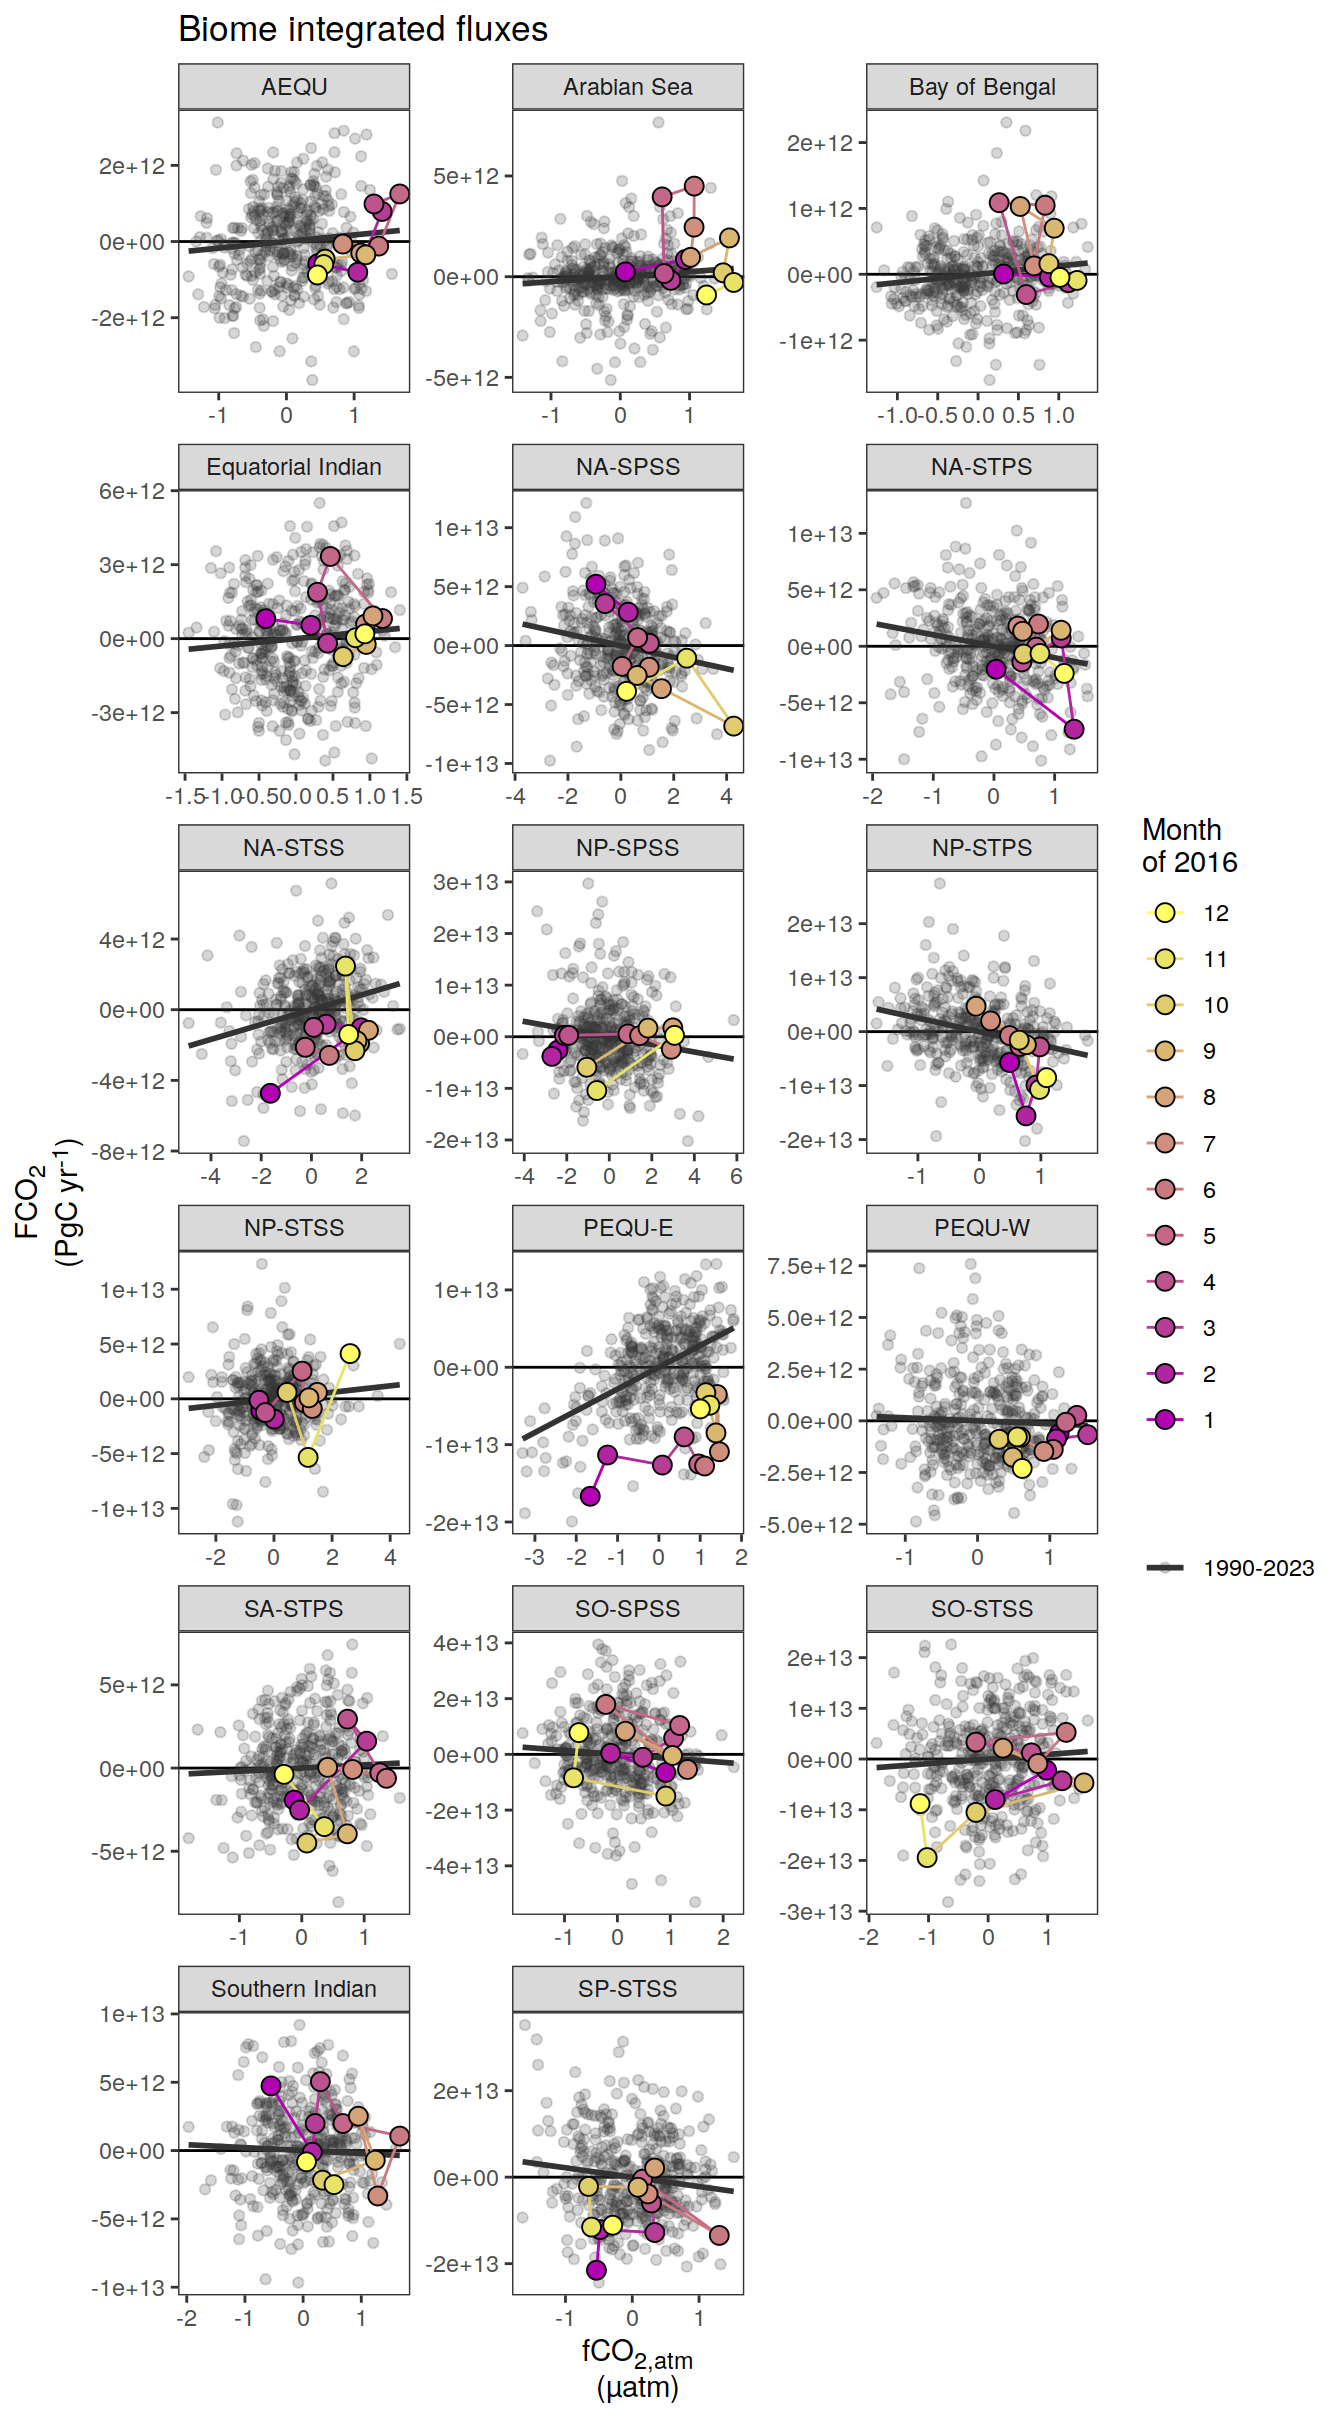 Biome integrated fluxes
AEQU
Arabian Sea
Bay of Bengal
2e+12
0e+00
-2e+12
5e+12
0e+00
-5e+12
2e+12
1e+12
0e+00
-1e+12
-1 0 1
-1 0 1
-1.0 -0.5 0.0 0.5 1.0
Equatorial Indian
NA-SPSS
NA-STPS
6e+12
3e+12
0e+00
-3e+12
1e+13
5e+12
0e+00
-5e+12
-1e+13
1e+13
5e+12
0e+00
-5e+12
-1e+13
-1.5 -1.0 -0.5 0.0 0.5 1.0 1.5
-4 -2 0 2 4
-2 -1 0 1
NA-STSS
NP-SPSS
NP-STPS
4e+12
0e+00
-4e+12
-8e+12
3e+13
2e+13
1e+13
0e+00
-1e+13
-2e+13
2e+13
1e+13
0e+00
-1e+13
-2e+13
-4 -2 0 2
-4 -2 0 2 4 6
-1 0 1
NP-STSS
PEQU-E
PEQU-W
1e+13
5e+12
0e+00
-5e+12
-1e+13
1e+13
0e+00
-1e+13
-2e+13
7.5e+12
5.0e+12
2.5e+12
0.0e+00
-2.5e+12
-5.0e+12
-2 0 2 4
-3 -2 -1 0 1 2
-1 0 1
SA-STPS
SO-SPSS
SO-STSS
5e+12
0e+00
-5e+12
4e+13
2e+13
0e+00
-2e+13
-4e+13
2e+13
1e+13
0e+00
-1e+13
-2e+13
-3e+13
-1 0 1
-1 0 1 2
-2 -1 0 1
Southern Indian
SP-STSS
1e+13
5e+12
0e+00
-5e+12
-1e+13
2e+13
0e+00
-2e+13
-2 -1 0 1
-1 0 1
FCO2
(PgC yr-1)
fCO2,atm
(µatm)
Month
of 2016
12
11
10
9
8
7
6
5
4
3
2
1
1990-2023